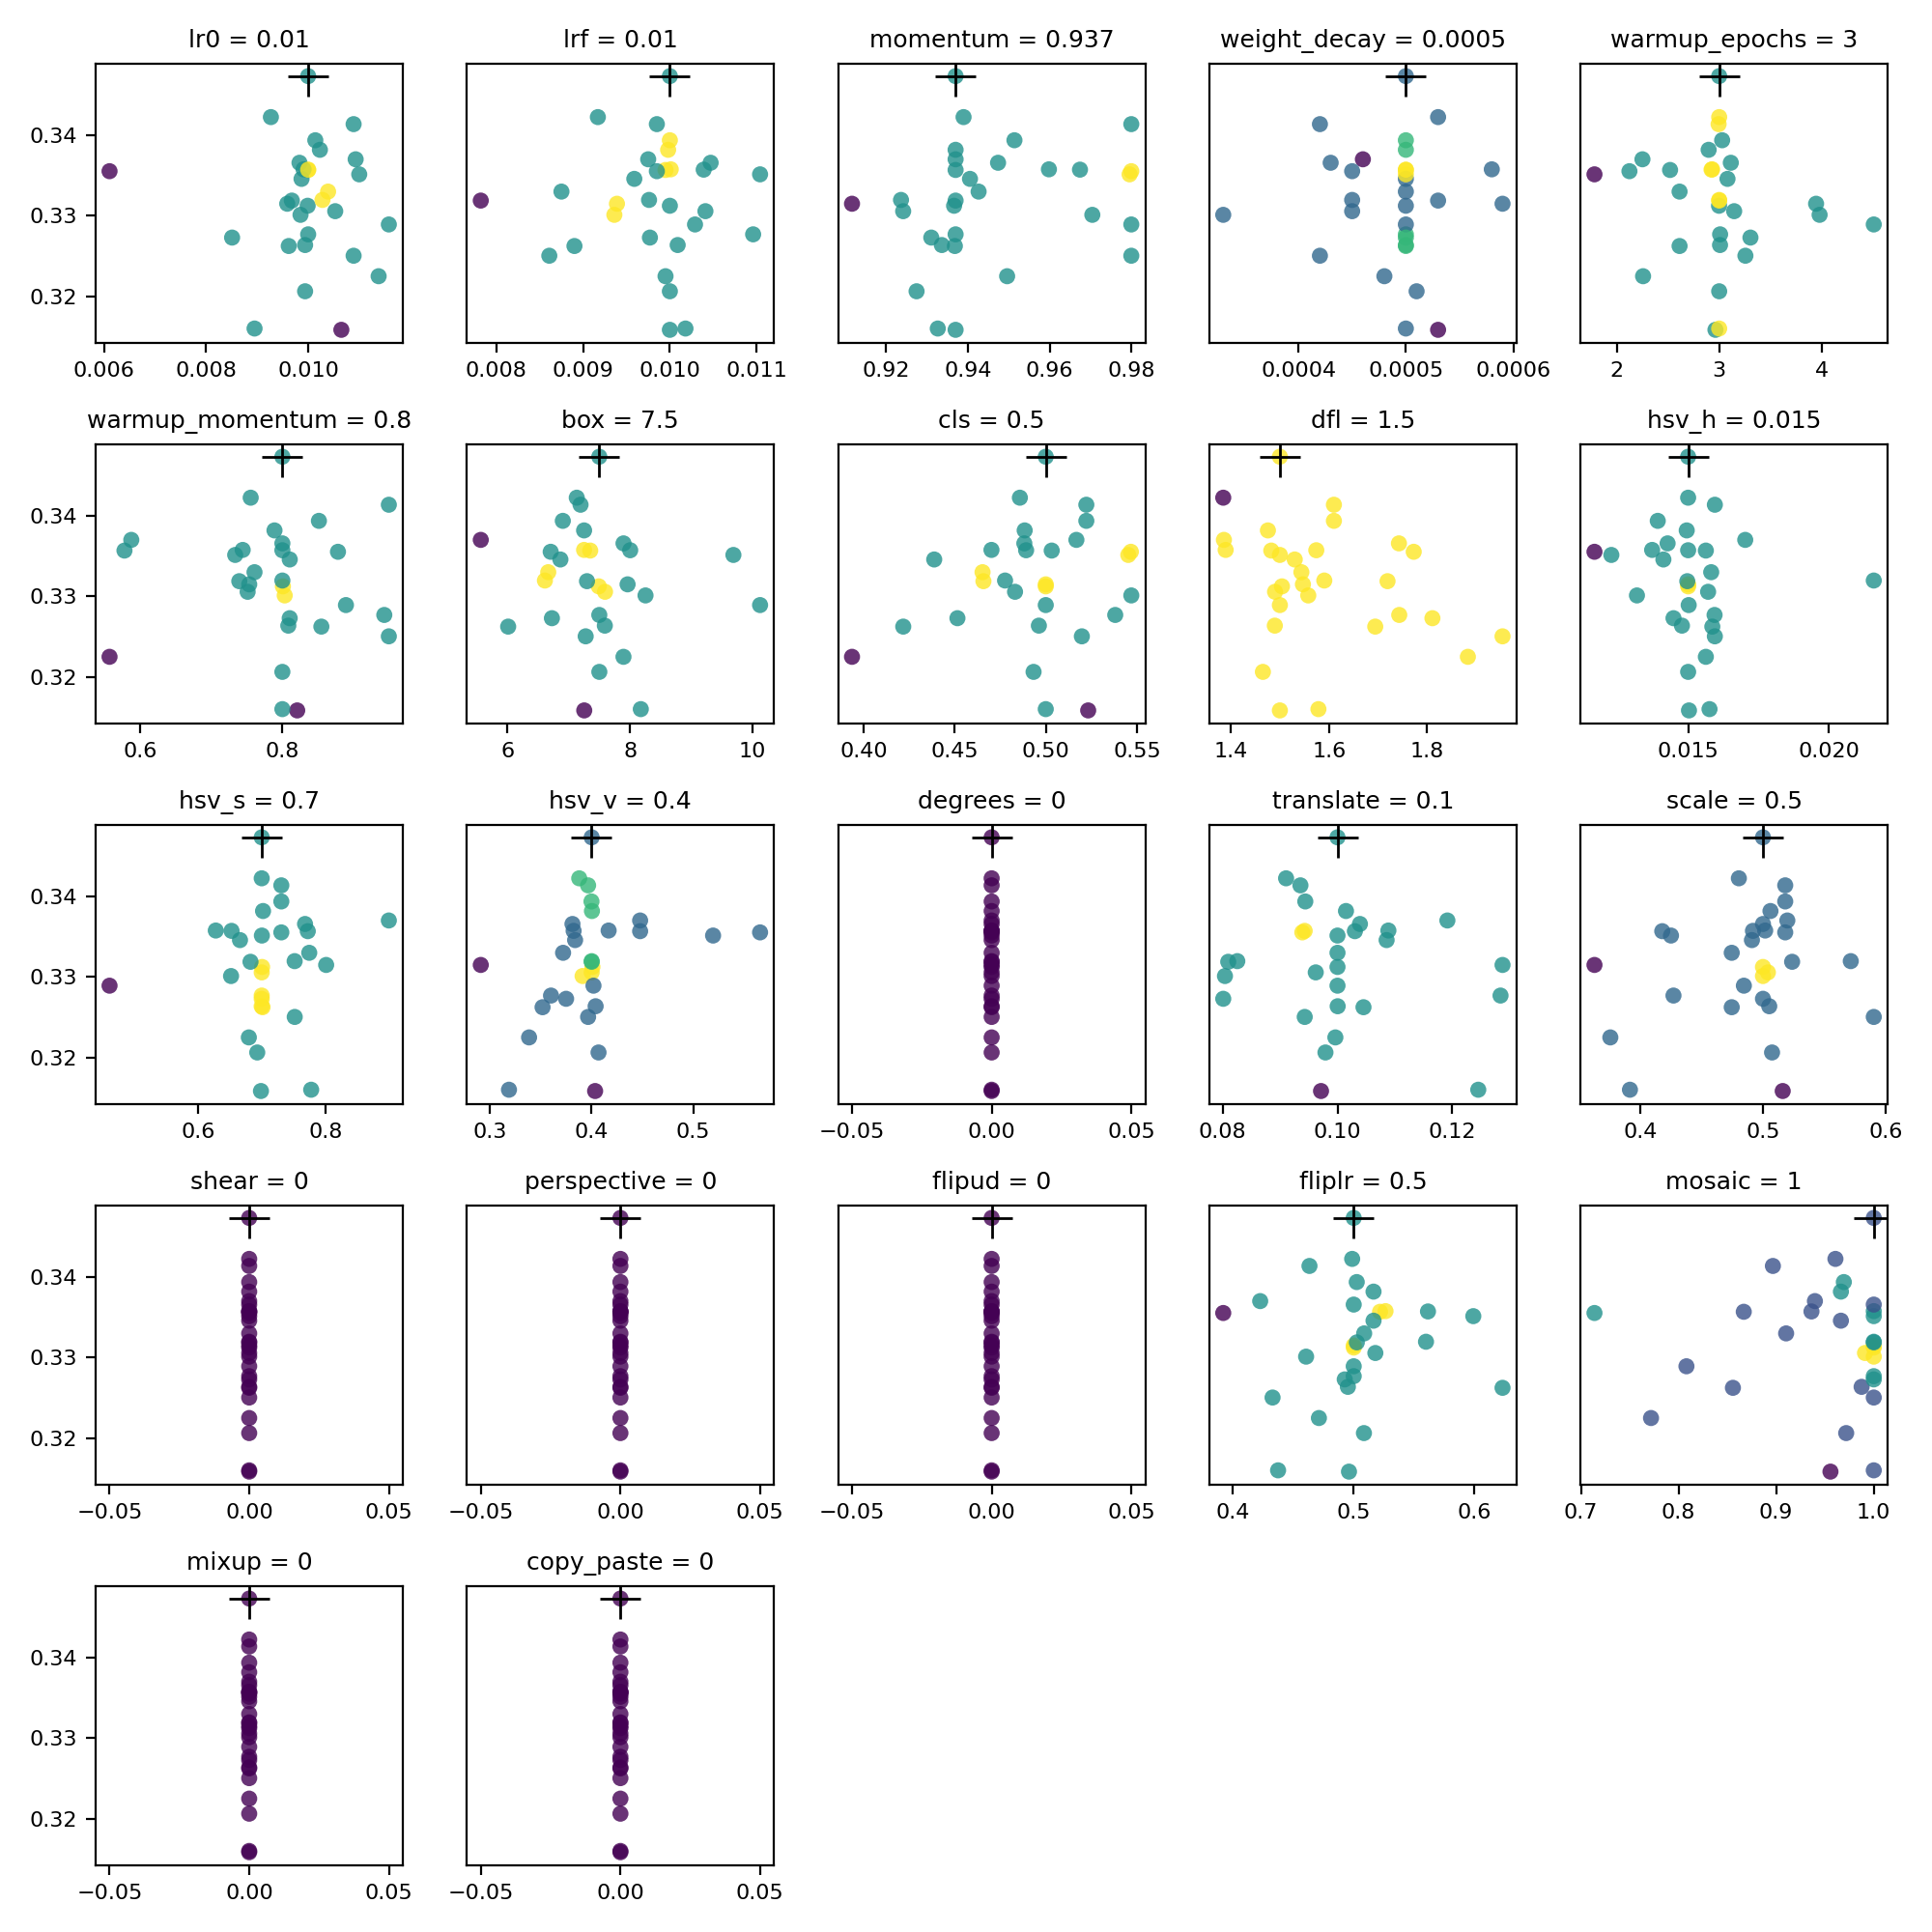 lr0 = 0.01 lrf = 0.01 momentum = 0.937 weight_decay = 0.0005 warmup_epochs = 3
0.34
0.33
0.32
0.006 0.008 0.010 0.008 0.009 0.010 0.011 0.92 0.94 0.96 0.98 0.0004 0.0005 0.0006 2 3 4
warmup_momentum = 0.8 box = 7.5 cls = 0.5 dfl = 1.5 hsv_h = 0.015
0.34
0.33
0.32
0.6 0.8 6 8 10 0.40 0.45 0.50 0.55 1.4 1.6 1.8 0.015 0.020
hsv_s = 0.7 hsv_v = 0.4 degrees = 0 translate = 0.1 scale = 0.5
0.34
0.33
0.32
0.6 0.8 0.3 0.4 0.5 −0.05 0.00 0.05 0.08 0.10 0.12 0.4 0.5 0.6
shear = 0 perspective = 0 flipud = 0 fliplr = 0.5 mosaic = 1
0.34
0.33
0.32
−0.05 0.00 0.05 −0.05 0.00 0.05 −0.05 0.00 0.05 0.4 0.5 0.6 0.7 0.8 0.9 1.0
mixup = 0 copy_paste = 0
0.34
0.33
0.32
−0.05 0.00 0.05 −0.05 0.00 0.05